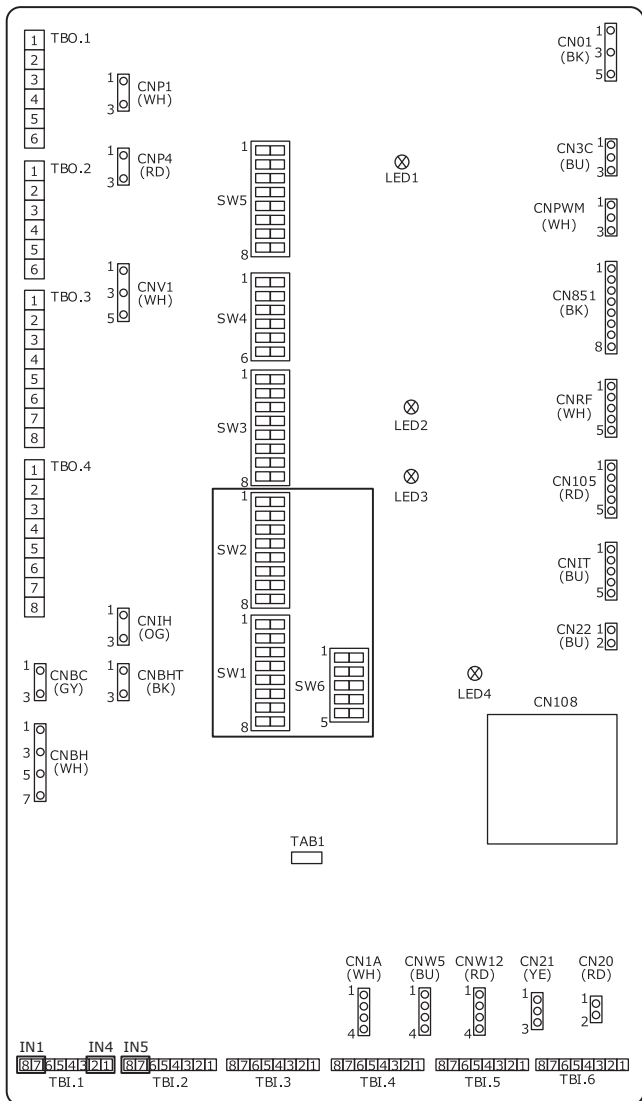 TBO.1
1
2
3
4
5
6
CNP1
(WH)
1
3
CNP4
(RD)
1
3
TBO.2
1
2
3
4
5
6
CNV1
(WH)
1
3
5
TBO.3
1
2
3
4
5
6
7
8
TBO.4
1
2
3
4
5
6
7
8
CNIH
(OG)
1
3
CNBC
(GY)
1
3
CNBHT
(BK)
1
3
CNBH
(WH)
1
3
5
7
SW5
1
8
SW4
1
6
SW3
1
8
SW2
1
8
SW1
1
8
SW6
1
5
LED1
LED2
LED3
LED4
CN01
(BK)
1
3
5
CN3C
(BU)
1
3
CNPWM
(WH)
1
3
CN851
(BK)
1
8
CNRF
(WH)
1
5
CN105
(RD)
1
5
CNIT
(BU)
1
5
CN22
(BU)
1
2
CN108
TAB1
CN1A
(WH)
1
4
CNW5
(BU)
1
4
CNW12
(RD)
1
4
CN21
(YE)
1
3
CN20
(RD)
1
2
IN1 IN4 IN5
87654321 87654321 87654321 87654321 87654321 87654321
TBI.1 TBI.2 TBI.3 TBI.4 TBI.5 TBI.6